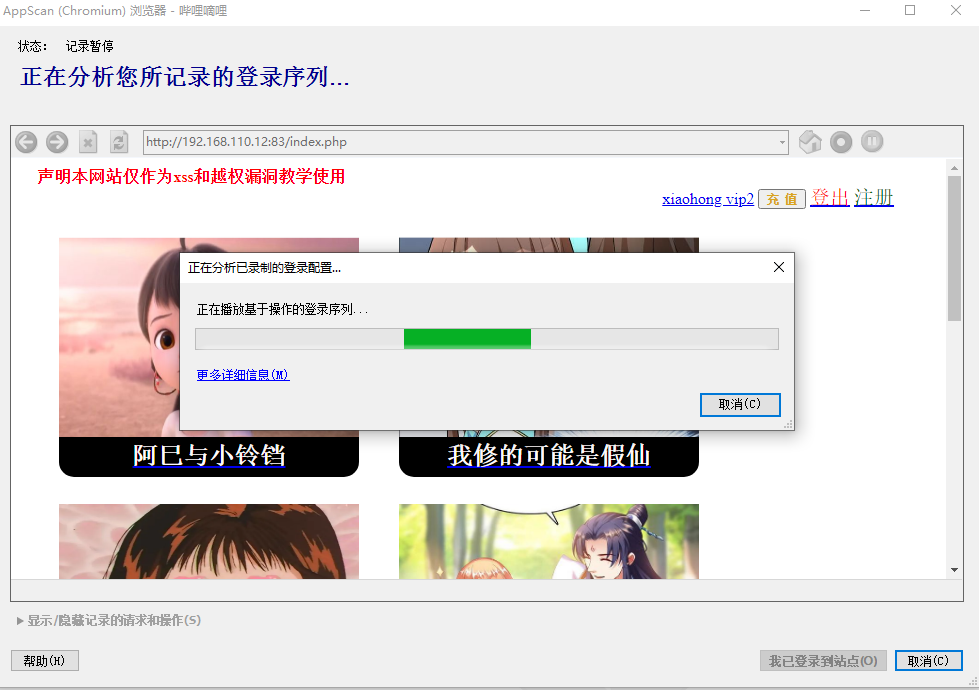 AppScan (Chromium) 浏览器 - 哔哩嘀哩
状态： 记录暂停
正在分析您所记录的登录序列...
http://192.168.110.12:83/index.php
声明本网站仅作为xss和越权漏洞教学使用
xiaohong vip2 充 值 登出 注册
正在分析已录制的登录配置...
正在播放基于操作的登录序列...
更多详细信息(M)
取消(C)
阿巳与小铃铛
我修的可能是假仙
显示/隐藏记录的请求和操作(S)
帮助(H)
我已登录到站点(O)
取消(C)